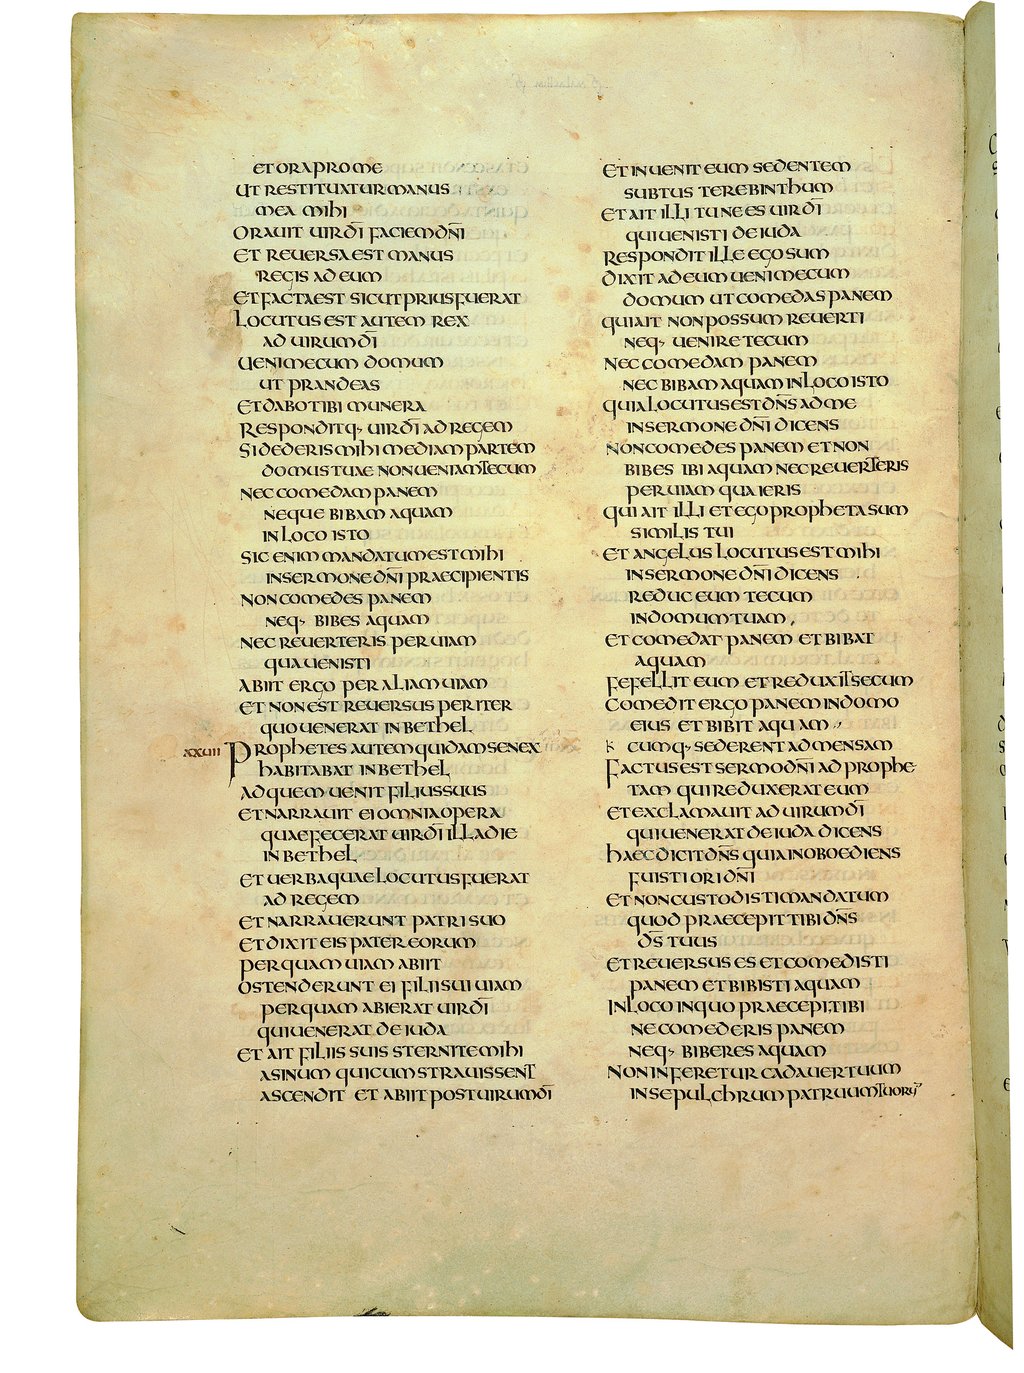 ET ORA PRO ME
UT RESTITUATUR MANUS
MEA MIHI
ORAUIT UIR DĪ FACIEM DN̄I
ET REUERSA EST MANUS
REGIS AD EUM
ET FACTA EST SICUT PRIUS FUERAT
LOCUTUS EST AUTEM REX
AD UIRUM DĪ
UENI MECUM DOMUM
UT PRANDEAS
ET DABO TIBI MUNERA
RESPONDITQ· UIR DĪ AD REGEM
SI DEDERIS MIHI MEDIAM PARTEM
DOMUS TUAE NON UENIAM TECUM
NEC COMEDAM PANEM
NEQUE BIBAM AQUAM
IN LOCO ISTO
SIC ENIM MANDATUM EST MIHI
IN SERMONE DN̄I PRAECIPIENTIS
NON COMEDES PANEM
NEQ· BIBES AQUAM
NEC REUERTERIS PER UIAM
QUA UENISTI
ABIIT ERGO PER ALIAM UIAM
ET NON EST REUERSUS PER ITER
QUO UENERAT IN BETHEL
XXUIII PROPHETES AUTEM QUIDAM SENEX
HABITABAT IN BETHEL
AD QUEM UENIT FILIUS SUUS
ET NARRAUIT EI OMNIA OPERA
QUAE FECERAT UIR DĪ ILLA DIE
IN BETHEL
ET UERBA QUAE LOCUTUS FUERAT
AD REGEM
ET NARRAUERUNT PATRI SUO
ET DIXIT EIS PATER EORUM
PER QUAM UIAM ABIIT
OSTENDERUNT EI FILII SUI UIAM
PER QUAM ABIERAT UIR DĪ
QUI UENERAT DE IUDA
ET AIT FILIIS SUIS STERNITE MIHI
ASINUM QUI CUM STRAUISSENT
ASCENDIT ET ABIIT POST UIRUM DĪ
ET INUENIT EUM SEDENTEM
SUBTUS TEREBINTHUM
ET AIT ILLI TU NE ES UIR DĪ
QUI UENISTI DE IUDA
RESPONDIT ILLE EGO SUM
DIXIT AD EUM UENI MECUM
DOMUM UT COMEDAS PANEM
QUI AIT NON POSSUM REUERTI
NEQ· UENIRE TECUM
NEC COMEDAM PANEM
NEC BIBAM AQUAM IN LOCO ISTO
QUIA LOCUTUS EST DN̄S AD ME
IN SERMONE DN̄I DICENS
NON COMEDES PANEM ET NON
BIBES IBI AQUAM NEC REUERTERIS
PER UIAM QUA IERIS
QUI AIT ILLI ET EGO PROPHETA SUM
SIMILIS TUI
ET ANGELUS LOCUTUS EST MIHI
IN SERMONE DN̄I DICENS
REDUC EUM TECUM
IN DOMUM TUAM,
ET COMEDAT PANEM ET BIBAT
AQUAM
FEFELLIT EUM ET REDUXIT SECUM
COMEDIT ERGO PANEM IN DOMO
EIUS ET BIBIT AQUAM
CUMQ· SEDERENT AD MENSAM
FACTUS EST SERMO DN̄I AD PROPHE
TAM QUI REDUXERAT EUM
ET EXCLAMAUIT AD UIRUM DĪ
QUI UENERAT DE IUDA DICENS
HAEC DICIT DN̄S QUIA INOBOEDIENS
FUISTI ORI DN̄I
ET NON CUSTODISTI MANDATUM
QUOD PRAECEPIT TIBI DN̄S
DS̄ TUUS
ET REUERSUS ES ET COMEDISTI
PANEM ET BIBISTI AQUAM
IN LOCO IN QUO PRAECEPI TIBI
NE COMEDERIS PANEM
NEQ· BIBERES AQUAM
NON INFERETUR CADAUER TUUM
IN SEPULCHRUM PATRUUM TUORŪ